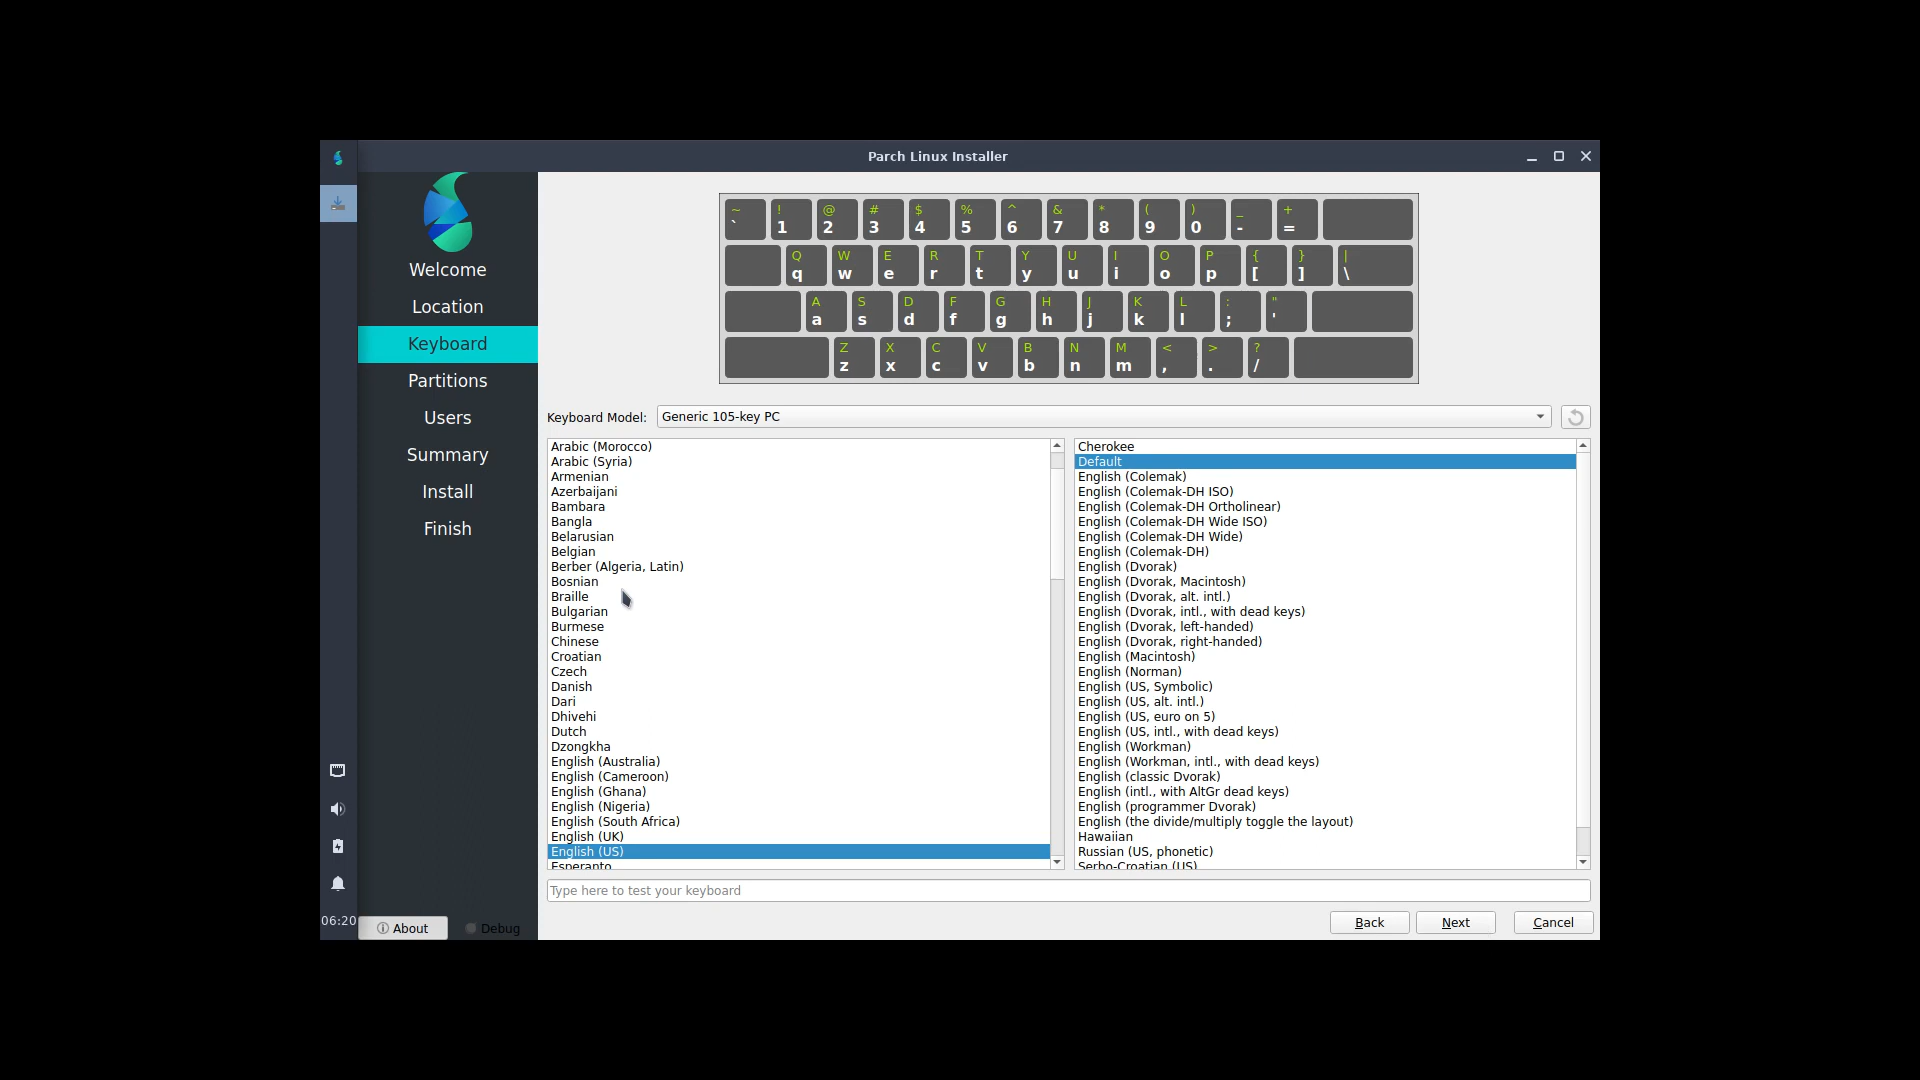 Parch Linux Installer
Welcome
Location
Keyboard
Partitions
Users
Summary
Install
Finish
06:20
About
Debug
~ ! @ # $ % ^ & * ( ) _ +
` 1 2 3 4 5 6 7 8 9 0 - =
Q W E R T Y U I O P { } |
q w e r t y u i o p [ ] \
A S D F G H J K L : "
a s d f g h j k l ; '
Z X C V B N M < > ?
z x c v b n m , . /
Keyboard Model: Generic 105-key PC
Arabic (Morocco)
Arabic (Syria)
Armenian
Azerbaijani
Bambara
Bangla
Belarusian
Belgian
Berber (Algeria, Latin)
Bosnian
Braille
Bulgarian
Burmese
Chinese
Croatian
Czech
Danish
Dari
Dhivehi
Dutch
Dzongkha
English (Australia)
English (Cameroon)
English (Ghana)
English (Nigeria)
English (South Africa)
English (UK)
English (US)
Esperanto
Cherokee
Default
English (Colemak)
English (Colemak-DH ISO)
English (Colemak-DH Ortholinear)
English (Colemak-DH Wide ISO)
English (Colemak-DH Wide)
English (Colemak-DH)
English (Dvorak)
English (Dvorak, Macintosh)
English (Dvorak, alt. intl.)
English (Dvorak, intl., with dead keys)
English (Dvorak, left-handed)
English (Dvorak, right-handed)
English (Macintosh)
English (Norman)
English (US, Symbolic)
English (US, alt. intl.)
English (US, euro on 5)
English (US, intl., with dead keys)
English (Workman)
English (Workman, intl., with dead keys)
English (classic Dvorak)
English (intl., with AltGr dead keys)
English (programmer Dvorak)
English (the divide/multiply toggle the layout)
Hawaiian
Russian (US, phonetic)
Serbo-Croatian (US)
Type here to test your keyboard
Back
Next
Cancel